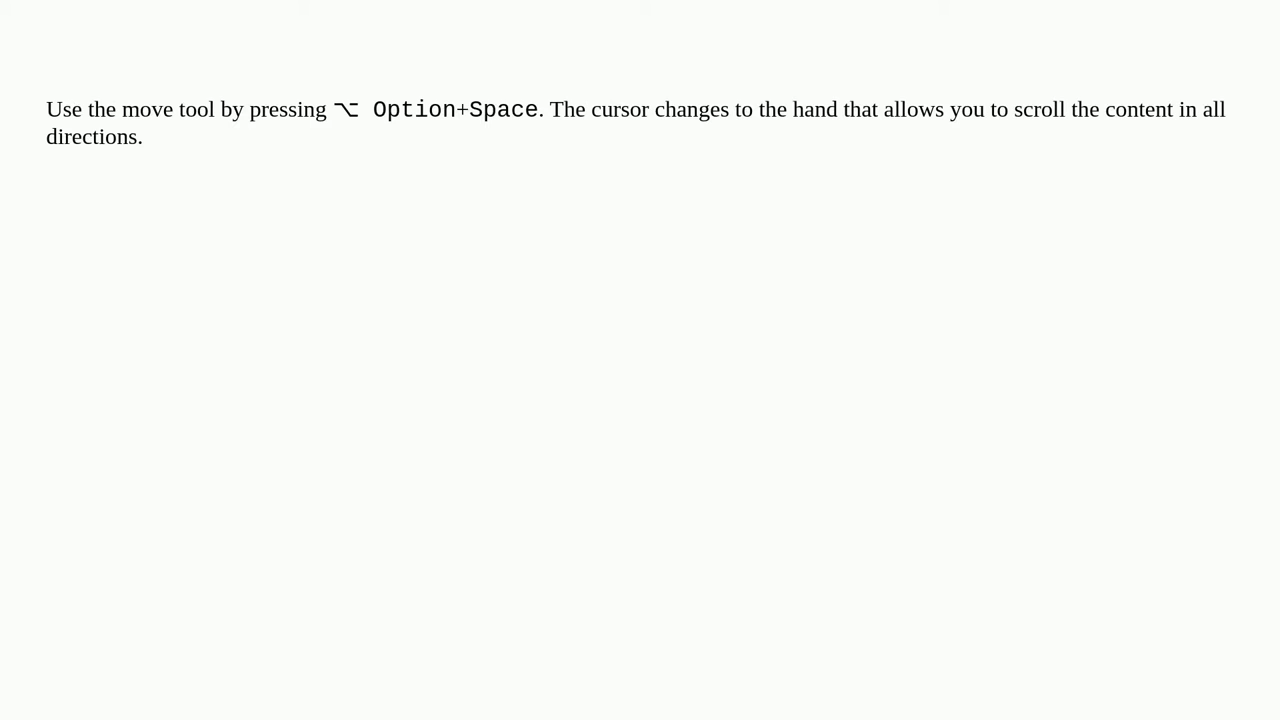 Use the move tool by pressing ⌥ Option+Space. The cursor changes to the hand that allows you to scroll the content in all
directions.